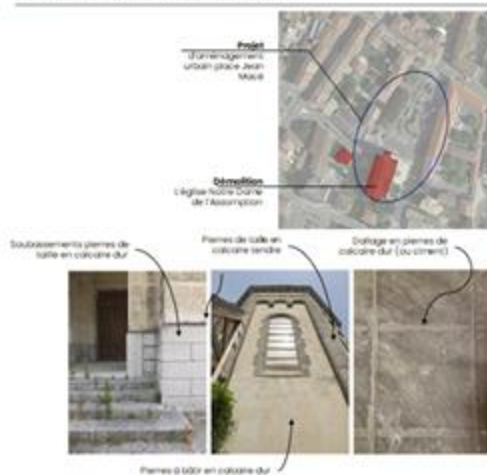 Projet
d'aménagement
urbain place Jean
Macé
Démolition
L'église Notre Dame
de l'Assomption
Soubassements pierres de
taille en calcaire dur
Pierres de taille en
calcaire tendre
Dallage en pierres de
calcaire dur (ou ciment)
Pierres à bâtir en calcaire dur